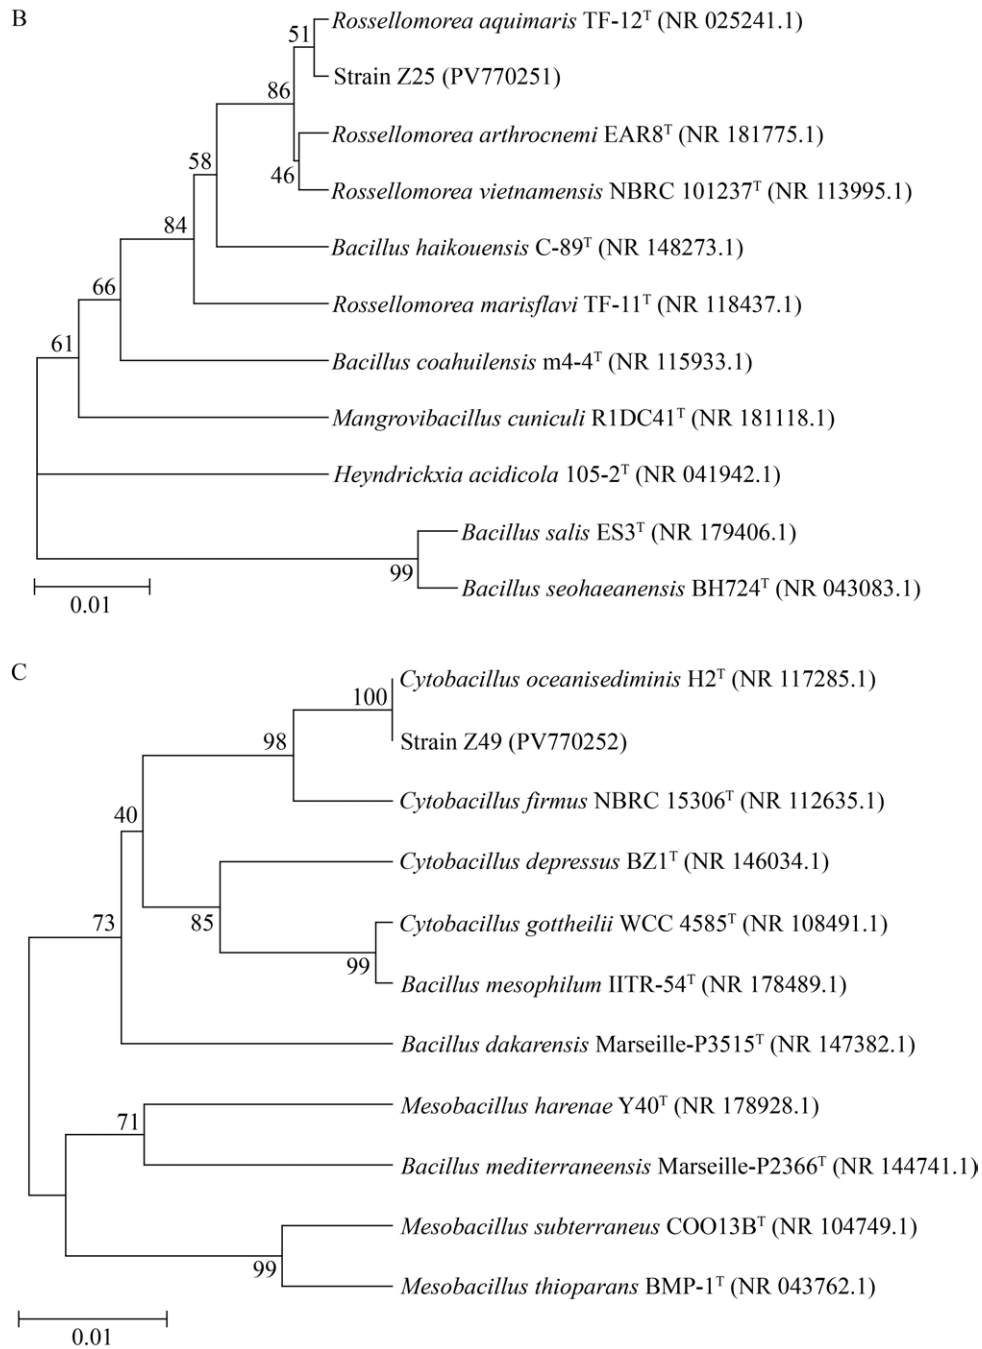 B
Rossellomorea aquimaris TF-12ᵀ (NR 025241.1)
51
Strain Z25 (PV770251)
86
Rossellomorea arthrocnemi EAR8ᵀ (NR 181775.1)
58
46
Rossellomorea vietnamensis NBRC 101237ᵀ (NR 113995.1)
84
Bacillus haikouensis C-89ᵀ (NR 148273.1)
66
Rossellomorea marisflavi TF-11ᵀ (NR 118437.1)
61
Bacillus coahuilensis m4-4ᵀ (NR 115933.1)
Mangrovibacillus cuniculi R1DC41ᵀ (NR 181118.1)
Heyndrickxia acidicola 105-2ᵀ (NR 041942.1)
Bacillus salis ES3ᵀ (NR 179406.1)
99
Bacillus seohaeanensis BH724ᵀ (NR 043083.1)
0.01
C
Cytobacillus oceanisediminis H2ᵀ (NR 117285.1)
100
Strain Z49 (PV770252)
98
Cytobacillus firmus NBRC 15306ᵀ (NR 112635.1)
40
Cytobacillus depressus BZ1ᵀ (NR 146034.1)
73
85
Cytobacillus gottheilii WCC 4585ᵀ (NR 108491.1)
99
Bacillus mesophilum IITR-54ᵀ (NR 178489.1)
Bacillus dakarensis Marseille-P3515ᵀ (NR 147382.1)
Mesobacillus harenae Y40ᵀ (NR 178928.1)
71
Bacillus mediterraneensis Marseille-P2366ᵀ (NR 144741.1)
Mesobacillus subterraneus COO13Bᵀ (NR 104749.1)
99
Mesobacillus thioparans BMP-1ᵀ (NR 043762.1)
0.01